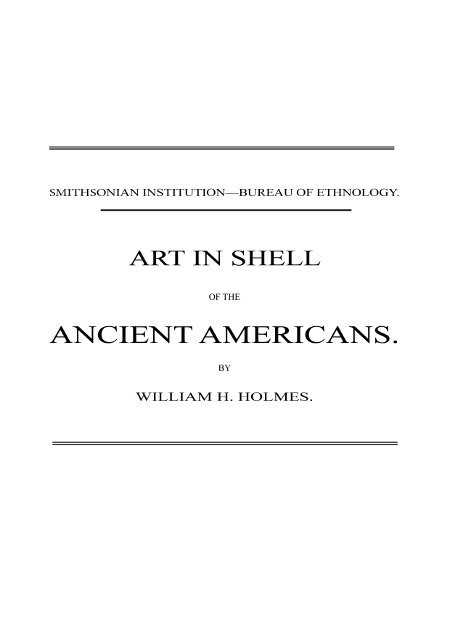 SMITHSONIAN INSTITUTION—BUREAU OF ETHNOLOGY.
ART IN SHELL
OF THE
ANCIENT AMERICANS.
BY
WILLIAM H. HOLMES.